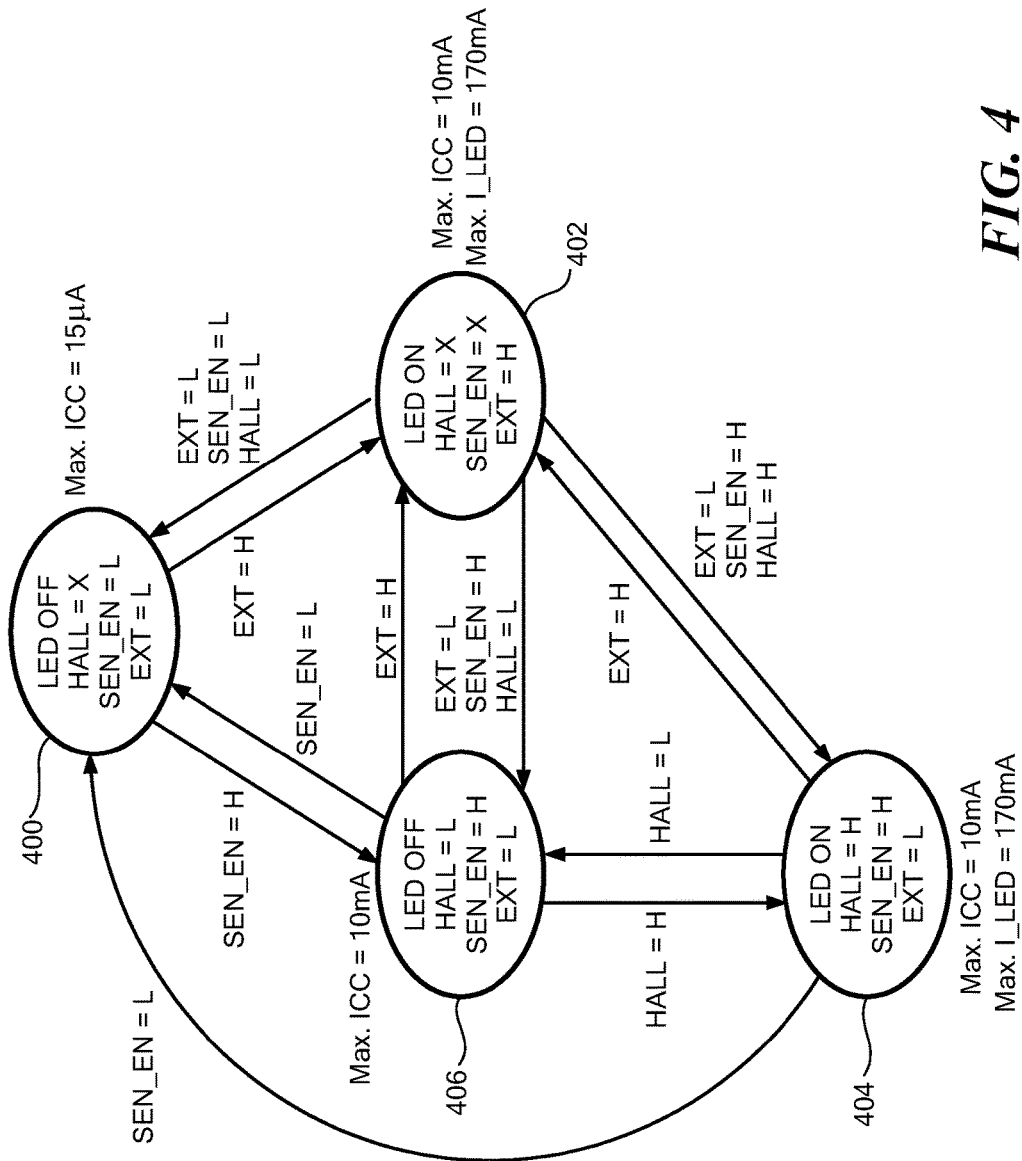 400
LED OFF
HALL = X
SEN_EN = L
EXT = L
Max. ICC = 15µA
SEN_EN = L
SEN_EN = H
SEN_EN = L
EXT = H
EXT = L
SEN_EN = L
HALL = L
Max. ICC = 10mA
406
LED OFF
HALL = L
SEN_EN = H
EXT = L
EXT = H
EXT = L
SEN_EN = H
HALL = L
LED ON
HALL = X
SEN_EN = X
EXT = H
Max. ICC = 10mA
Max. I_LED = 170mA
402
HALL = H
HALL = L
EXT = H
EXT = L
SEN_EN = H
HALL = H
404
LED ON
HALL = H
SEN_EN = H
EXT = L
Max. ICC = 10mA
Max. I_LED = 170mA
FIG. 4